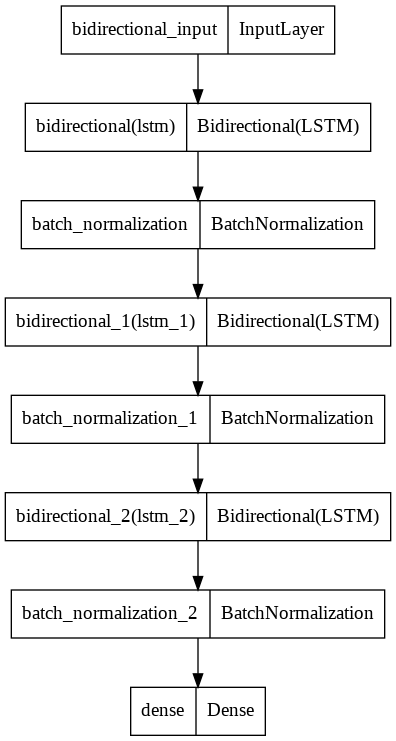 bidirectional_input InputLayer
bidirectional(lstm) Bidirectional(LSTM)
batch_normalization BatchNormalization
bidirectional_1(lstm_1) Bidirectional(LSTM)
batch_normalization_1 BatchNormalization
bidirectional_2(lstm_2) Bidirectional(LSTM)
batch_normalization_2 BatchNormalization
dense Dense